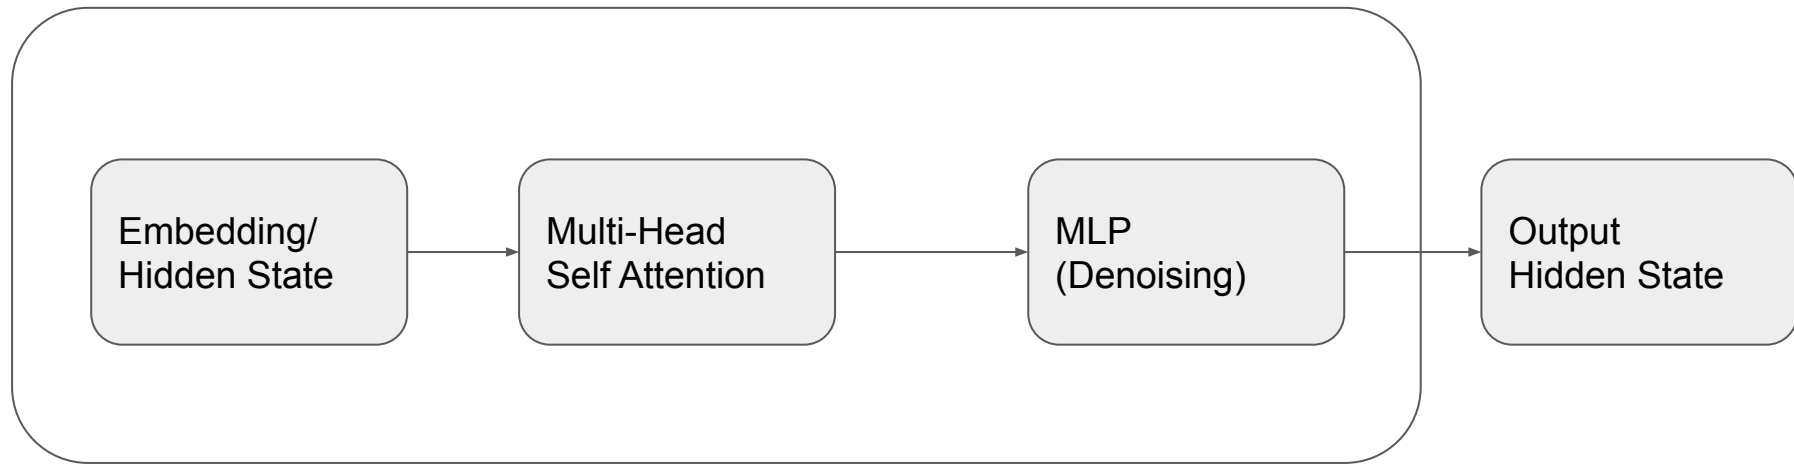 Embedding/
Hidden State
Multi-Head
Self Attention
MLP
(Denoising)
Output
Hidden State